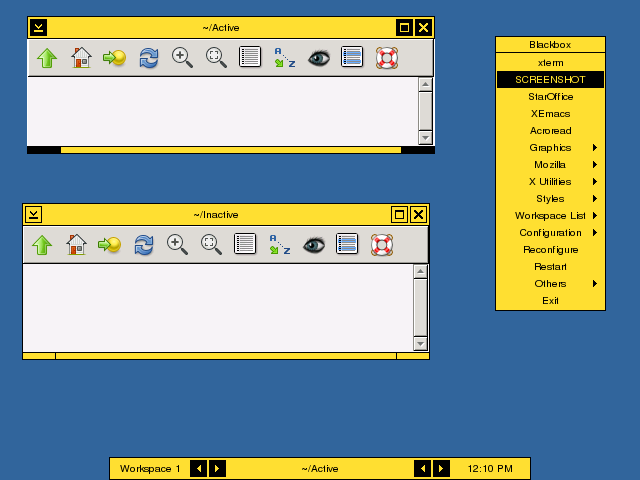 ~/Active
A
Z
~/Inactive
A
Z
Blackbox
xterm
SCREENSHOT
StarOffice
XEmacs
Acroread
Graphics
Mozilla
X Utilities
Styles
Workspace List
Configuration
Reconfigure
Restart
Others
Exit
Workspace 1
~/Active
12:10 PM